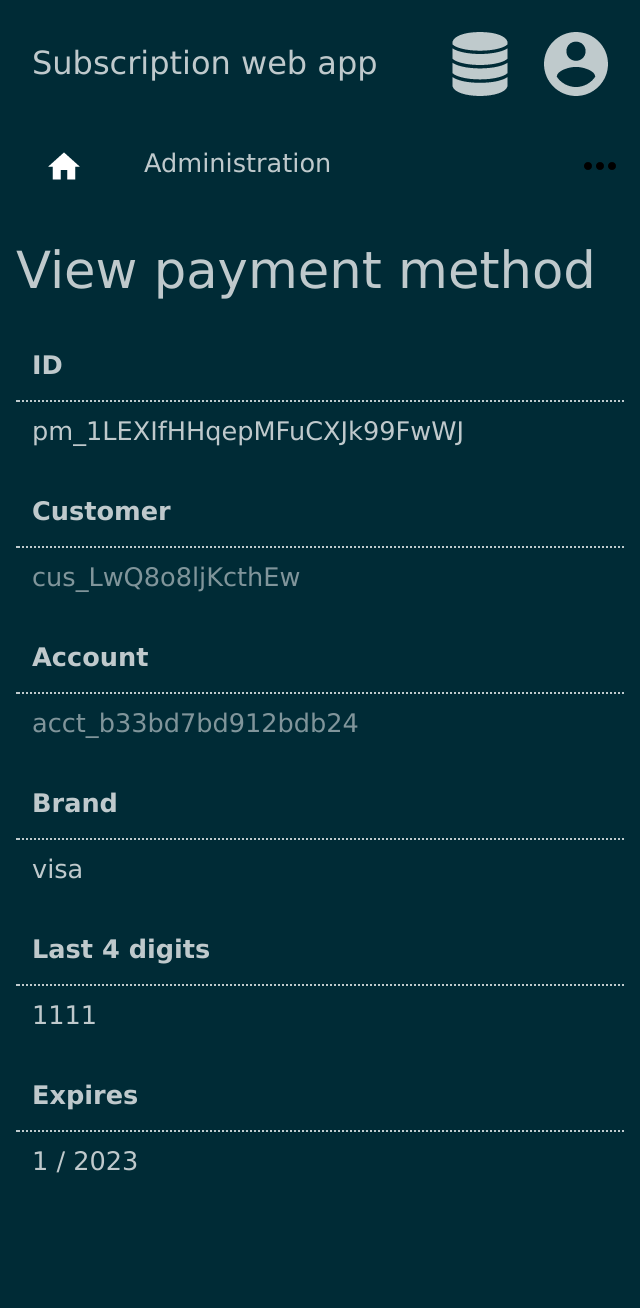 Subscription web app
Administration
View payment method
ID
pm_1LEXIfHHqepMFuCXJk99FwWJ
Customer
cus_LwQ8o8ljKcthEw
Account
acct_b33bd7bd912bdb24
Brand
visa
Last 4 digits
1111
Expires
1 / 2023